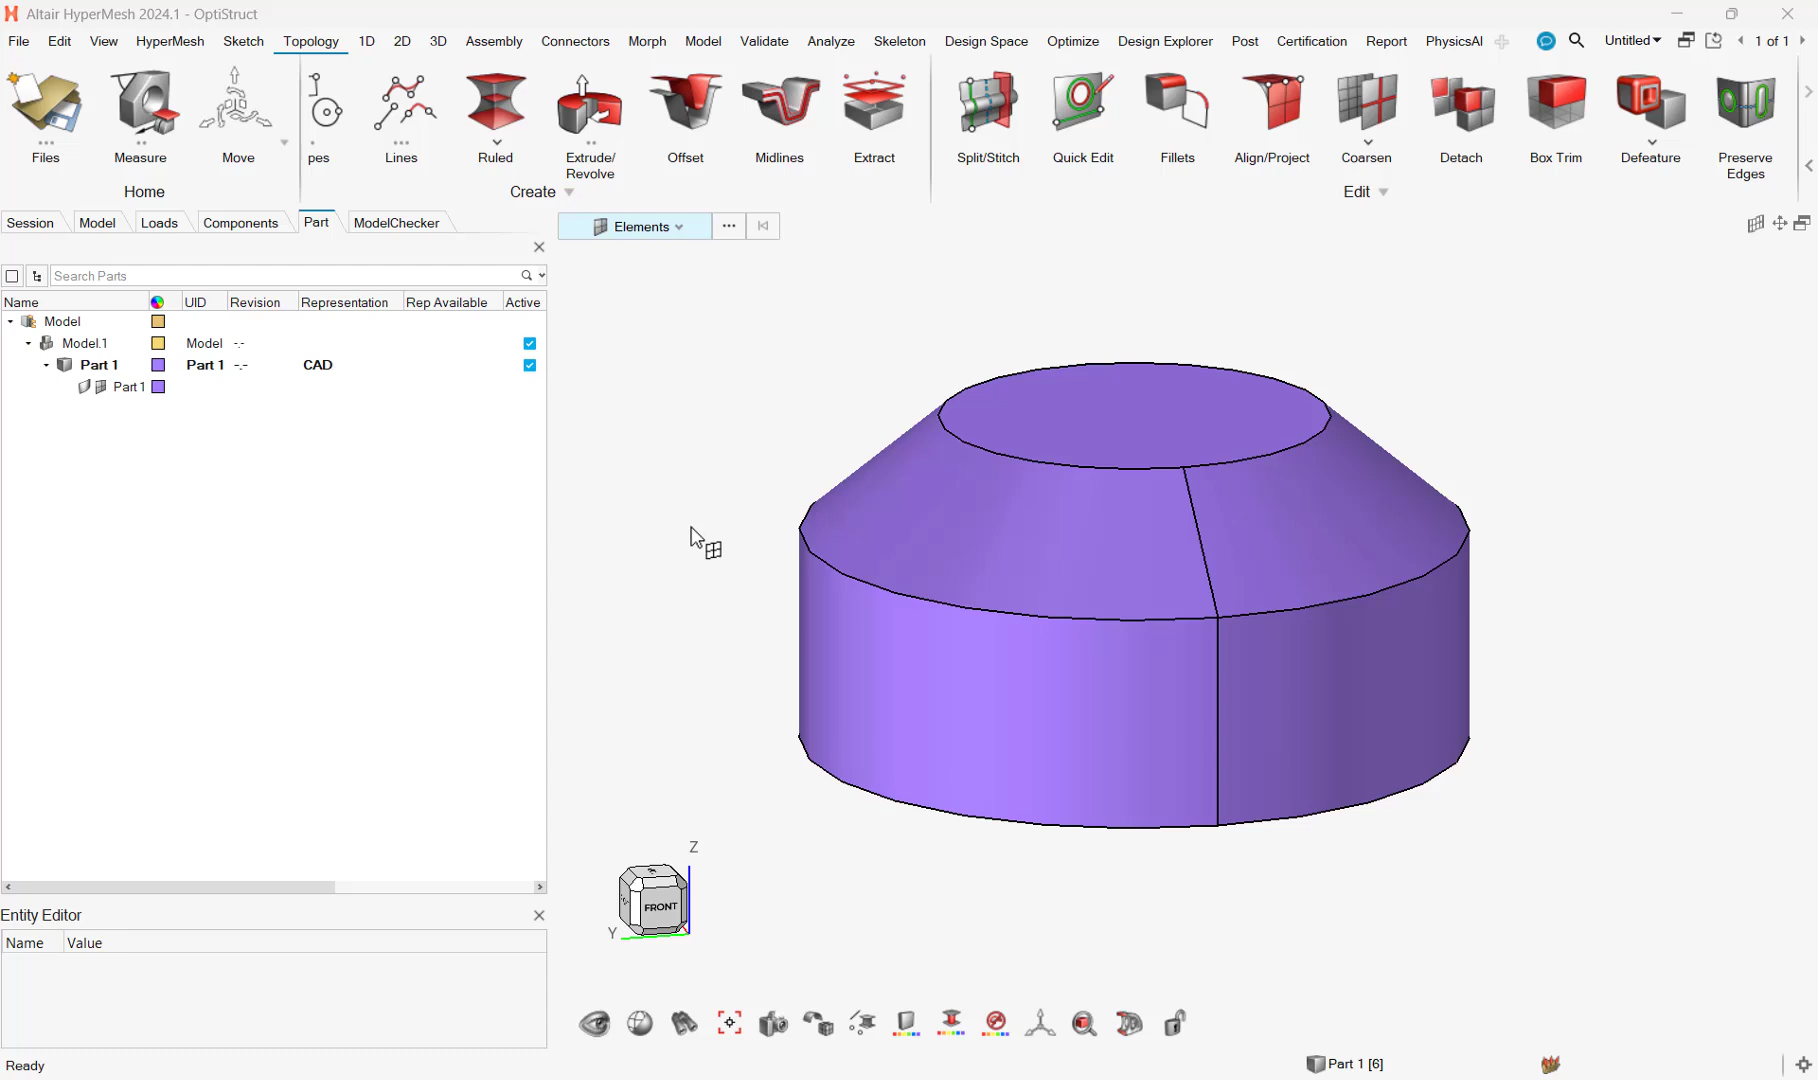 Altair HyperMesh 2024.1 - OptiStruct
File Edit View HyperMesh Sketch Topology 1D 2D 3D Assembly Connectors Morph Model Validate Analyze Skeleton Design Space Optimize Design Explorer Post Certification Report PhysicsAI Untitled 1 of 1
Files Measure Move pes Lines Ruled Extrude/ Revolve Offset Midlines Extract Split/Stitch Quick Edit Fillets Align/Project Coarsen Detach Box Trim Defeature Preserve Edges
Home Create Edit
Session Model Loads Components Part ModelChecker
Elements
Search Parts
Name UID Revision Representation Rep Available Active
Model
Model.1 Model -.-
Part 1 Part 1 -.- CAD
Part 1
Z
FRONT
Y
Entity Editor
Name Value
Ready
Part 1 [6]